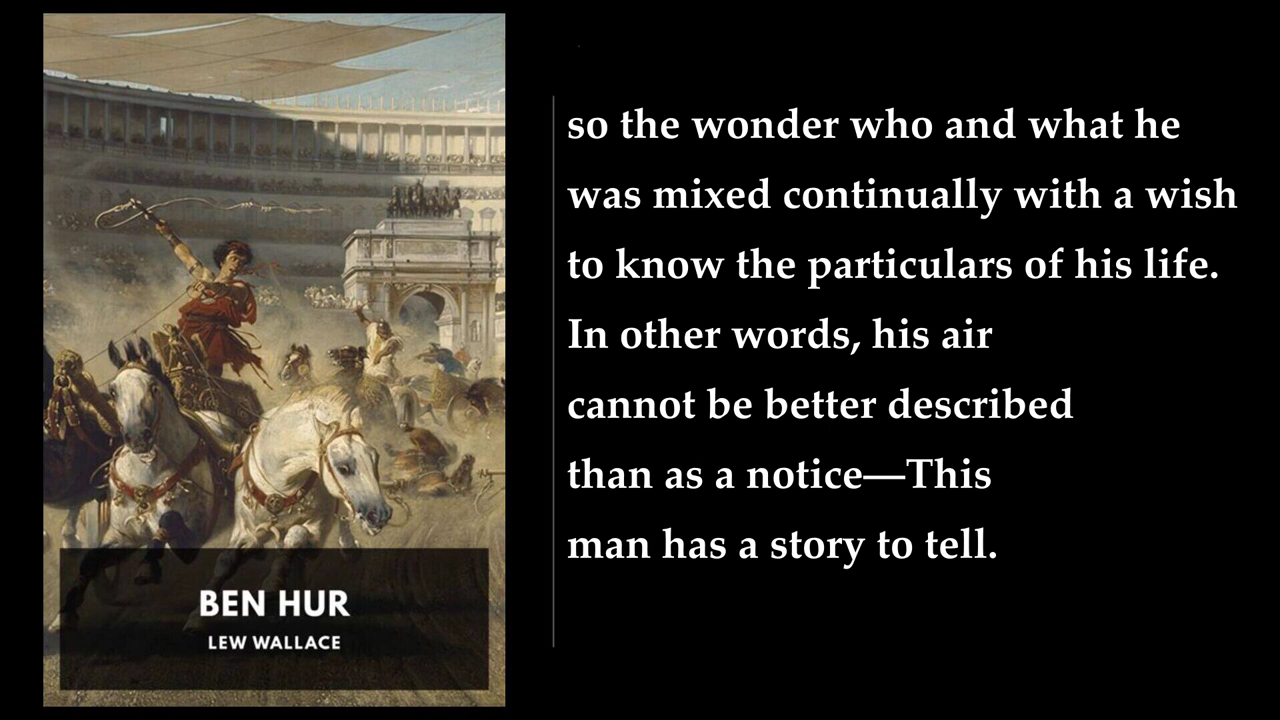 so the wonder who and what he
was mixed continually with a wish
to know the particulars of his life.
In other words, his air
cannot be better described
than as a notice—This
man has a story to tell.
BEN HUR
LEW WALLACE